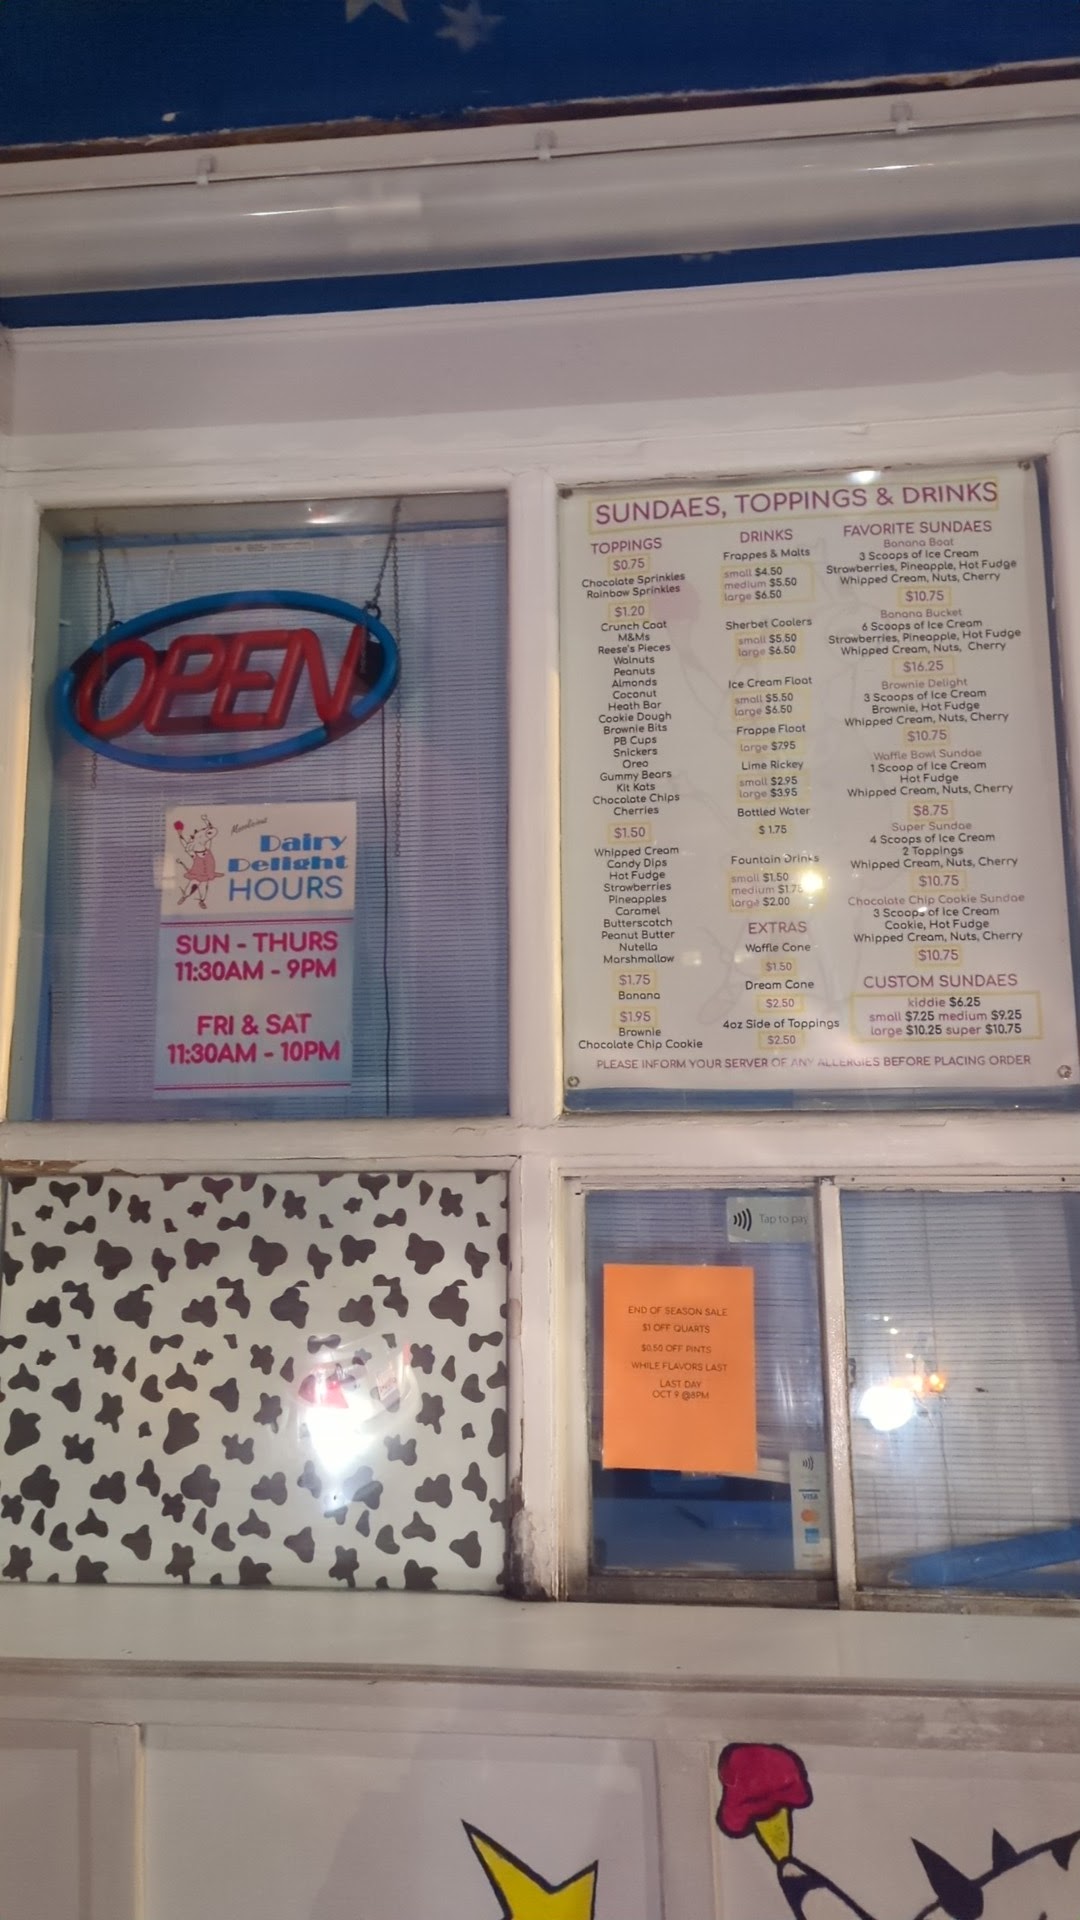 OPEN
Dairy
Delight
HOURS
SUN - THURS
11:30AM - 9PM
FRI & SAT
11:30AM - 10PM
SUNDAES, TOPPINGS & DRINKS
TOPPINGS
$0.75
Chocolate Sprinkles
Rainbow Sprinkles
$1.20
Crunch Coat
M&Ms
Reese's Pieces
Walnuts
Peanuts
Almonds
Coconut
Heath Bar
Cookie Dough
Brownie Bits
PB Cups
Snickers
Oreo
Gummy Bears
Kit Kats
Chocolate Chips
Cherries
$1.50
Whipped Cream
Candy Dips
Hot Fudge
Strawberries
Pineapples
Caramel
Butterscotch
Peanut Butter
Nutella
Marshmallow
$1.75
Banana
$1.95
Brownie
Chocolate Chip Cookie
DRINKS
Frappes & Malts
small $4.50
medium $5.50
large $6.50
Sherbet Coolers
small $5.50
large $6.50
Ice Cream Float
small $5.50
large $6.50
Frappe Float
large $7.95
Lime Rickey
small $2.95
large $3.95
Bottled Water
$ 1.75
Fountain Drinks
small $1.50
medium $1.75
large $2.00
EXTRAS
Waffle Cone
$1.50
Dream Cone
$2.50
4oz Side of Toppings
$2.50
FAVORITE SUNDAES
Banana Boat
3 Scoops of Ice Cream
Strawberries, Pineapple, Hot Fudge
Whipped Cream, Nuts, Cherry
$10.75
Banana Bucket
6 Scoops of Ice Cream
Strawberries, Pineapple, Hot Fudge
Whipped Cream, Nuts, Cherry
$16.25
Brownie Delight
3 Scoops of Ice Cream
Brownie, Hot Fudge
Whipped Cream, Nuts, Cherry
$10.75
Waffle Bowl Sundae
1 Scoop of Ice Cream
Hot Fudge
Whipped Cream, Nuts, Cherry
$8.75
Super Sundae
4 Scoops of Ice Cream
2 Toppings
Whipped Cream, Nuts, Cherry
$10.75
Chocolate Chip Cookie Sundae
3 Scoops of Ice Cream
Cookie, Hot Fudge
Whipped Cream, Nuts, Cherry
$10.75
CUSTOM SUNDAES
kiddie $6.25
small $7.25 medium $9.25
large $10.25 super $10.75
PLEASE INFORM YOUR SERVER OF ANY ALLERGIES BEFORE PLACING ORDER
Tap to pay
END OF SEASON SALE
$1 OFF QUARTS
$0.50 OFF PINTS
WHILE FLAVORS LAST
LAST DAY
OCT 9 @8PM
VISA